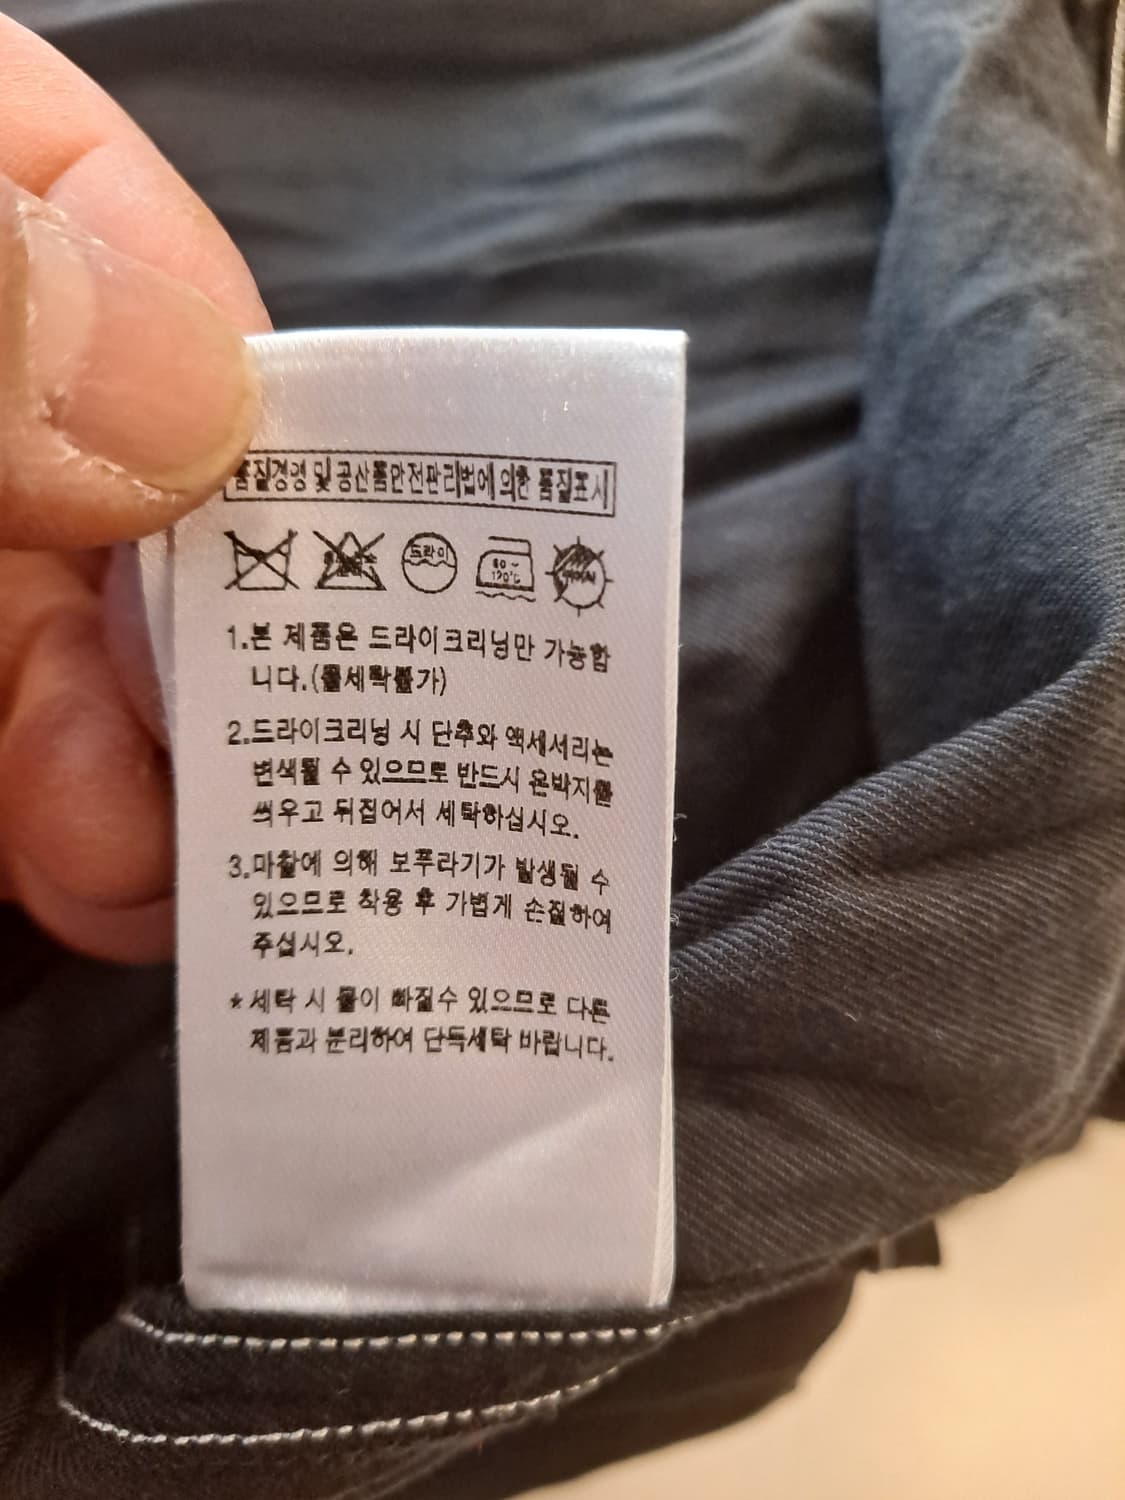 품질경영 및 공산품안전관리법에 의한 품질표시
드라이
80~
120℃
1.본 제품은 드라이크리닝만 가능합
니다.(물세탁불가)
2.드라이크리닝 시 단추와 액세서리는
변색될 수 있으므로 반드시 은박지를
씌우고 뒤집어서 세탁하십시오.
3.마찰에 의해 보푸라기가 발생될 수
있으므로 착용 후 가볍게 손질하여
주십시오.
*세탁 시 물이 빠질수 있으므로 다른
제품과 분리하여 단독세탁 바랍니다.